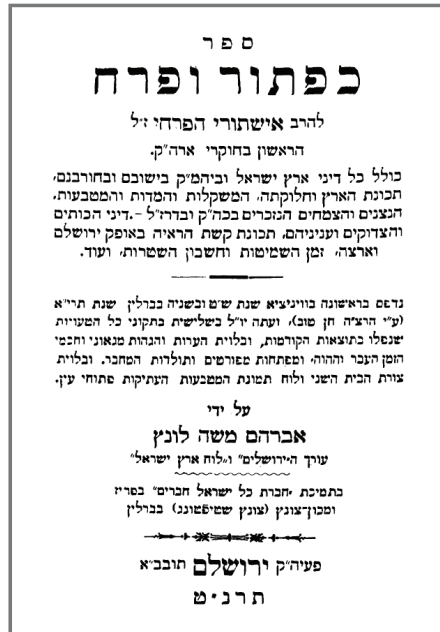 ספר
כפתור ופרח
להרב אישתורי הפרחי ז״ל
הראשון בחוקרי ארה״ק.
כולל כל דיני ארץ ישראל וביהמ״ק בישובם ובחורבנם,
תכונת הארץ וחלוקתה, המשקלות והמדות והמטבעות,
הגצנים והצמחים הנזכרים בכה״ק ובדרז״ל –. דיני הכותים
והצדוקים ועניניהם, תכונת קשת הראיה באופק ירושלם
וארצה, זמן השמיטות וחשבון השטרות, ועוד.
נדפס בראשונה בוויניציא שנת ש״ט ובשניה בברלין שנת תרי״א
(ע״י הרצ״ה חן טוב), ועתה יו״ל בשלישית בתקוני כל הטעויות
שנפלו בתוצאות הקודמות, ובלוית הערות והגהות מגאוני וחכמי
הזמן העבר וההוה, ומפתחות מפורטים ותולדות המחבר. ובלוית
צורת הבית השני ולוח תמונת המטבעות העתיקות פתוחי עץ.
על ידי
אברהם משה לונץ
עורך ה״ירושלים״ ו״לוח ארץ ישראל״
בתמיכת ״חברת כל ישראל חברים״ בפריז
ומכון־צונץ (צונץ שטיפטונג) בברלין
פעיה״ק ירושלם תובב״א
תרנ״ט